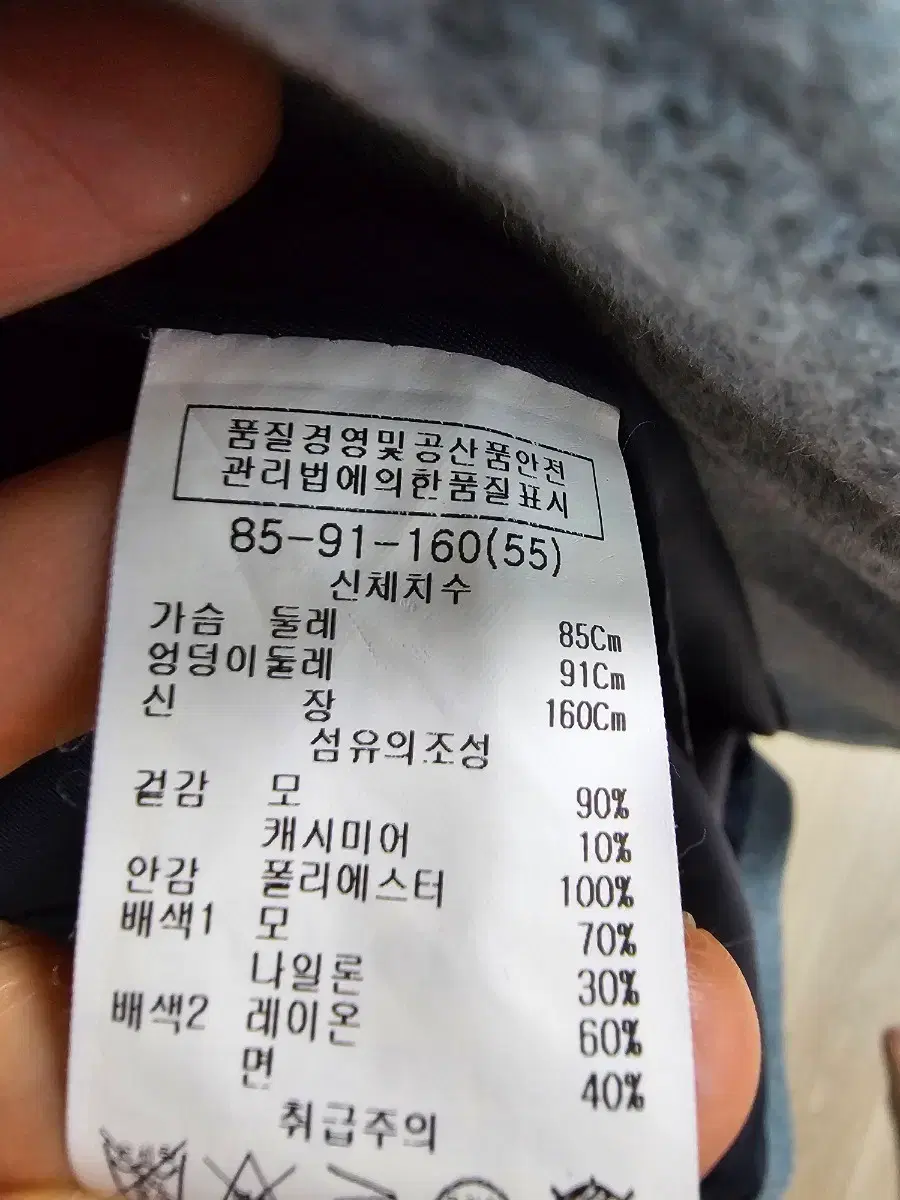 품질경영및공산품안전
관리법에의한품질표시
85-91-160(55)
신체치수
가슴 둘레 85Cm
엉덩이둘레 91Cm
신 장 160Cm
섬유의조성
겉감 모 90%
캐시미어 10%
안감 폴리에스터 100%
배색1 모 70%
나일론 30%
배색2 레이온 60%
면 40%
취급주의